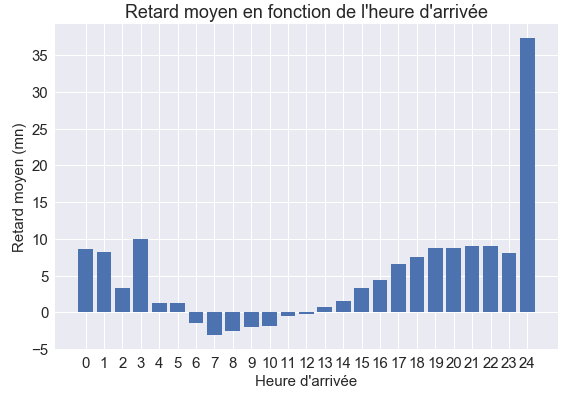 Retard moyen en fonction de l'heure d'arrivée
35
30
25
20
15
10
5
0
−5
Retard moyen (mn)
0 1 2 3 4 5 6 7 8 9 10 11 12 13 14 15 16 17 18 19 20 21 22 23 24
Heure d'arrivée